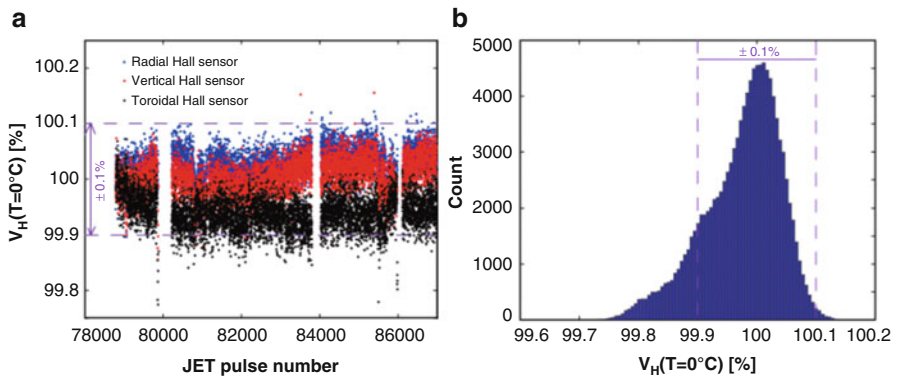 a
V_H(T=0°C) [%]
100.2
100.1
100
99.9
99.8
± 0.1%
Radial Hall sensor
Vertical Hall sensor
Toroidal Hall sensor
78000 80000 82000 84000 86000
JET pulse number
b
Count
5000
4000
3000
2000
1000
0
± 0.1%
99.6 99.7 99.8 99.9 100 100.1 100.2
V_H(T=0°C) [%]